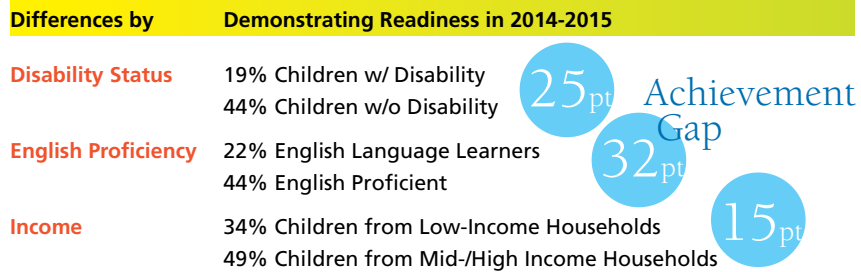 Differences by Demonstrating Readiness in 2014-2015
Disability Status 19% Children w/ Disability
44% Children w/o Disability
25pt
Achievement
Gap
English Proficiency 22% English Language Learners
44% English Proficient
32pt
Income 34% Children from Low-Income Households
49% Children from Mid-/High Income Households
15pt